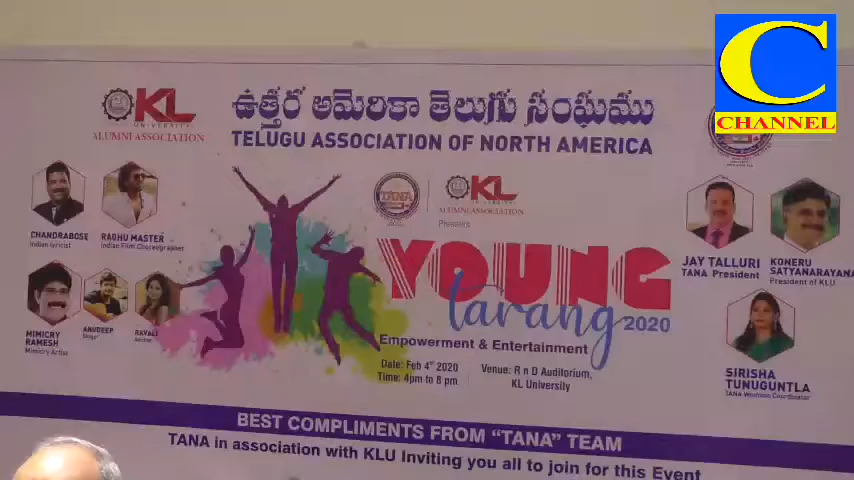 C
CHANNEL
KL
UNIVERSITY
ALUMNI ASSOCIATION
ఉత్తర అమెరికా తెలుగు సంఘము
TELUGU ASSOCIATION OF NORTH AMERICA
CHANDRABOSE
Indian lyricist
RAGHU MASTER
Indian Film Choreographer
MIMICRY
RAMESH
Mimicry Artist
ANUDEEP
RAVALI
TANA
KL
UNIVERSITY
ALUMNI ASSOCIATION
Present
YOUNG
tarang 2020
Empowerment & Entertainment
Date: Feb 4th 2020
Time: 4pm to 8 pm
Venue: R n D Auditorium,
KL University
JAY TALLURI
TANA President
KONERU
SATYANARAYANA
President of KLU
SIRISHA
TUNUGUNTLA
TANA Womens Coordinator
BEST COMPLIMENTS FROM "TANA" TEAM
TANA in association with KLU Inviting you all to join for this Event